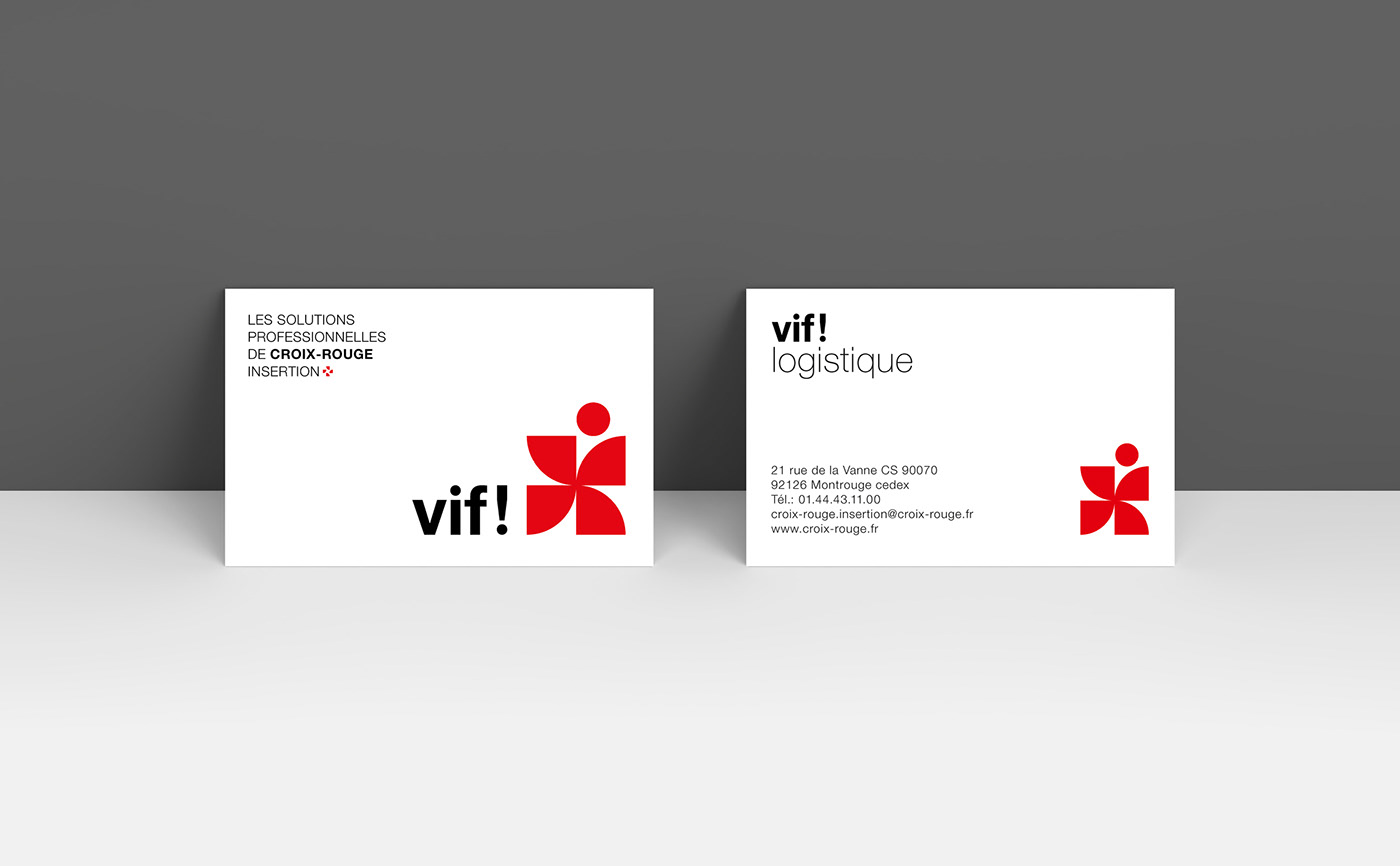 LES SOLUTIONS
PROFESSIONNELLES
DE CROIX-ROUGE
INSERTION
vif!
vif!
logistique
21 rue de la Vanne CS 90070
92126 Montrouge cedex
Tél.: 01.44.43.11.00
croix-rouge.insertion@croix-rouge.fr
www.croix-rouge.fr